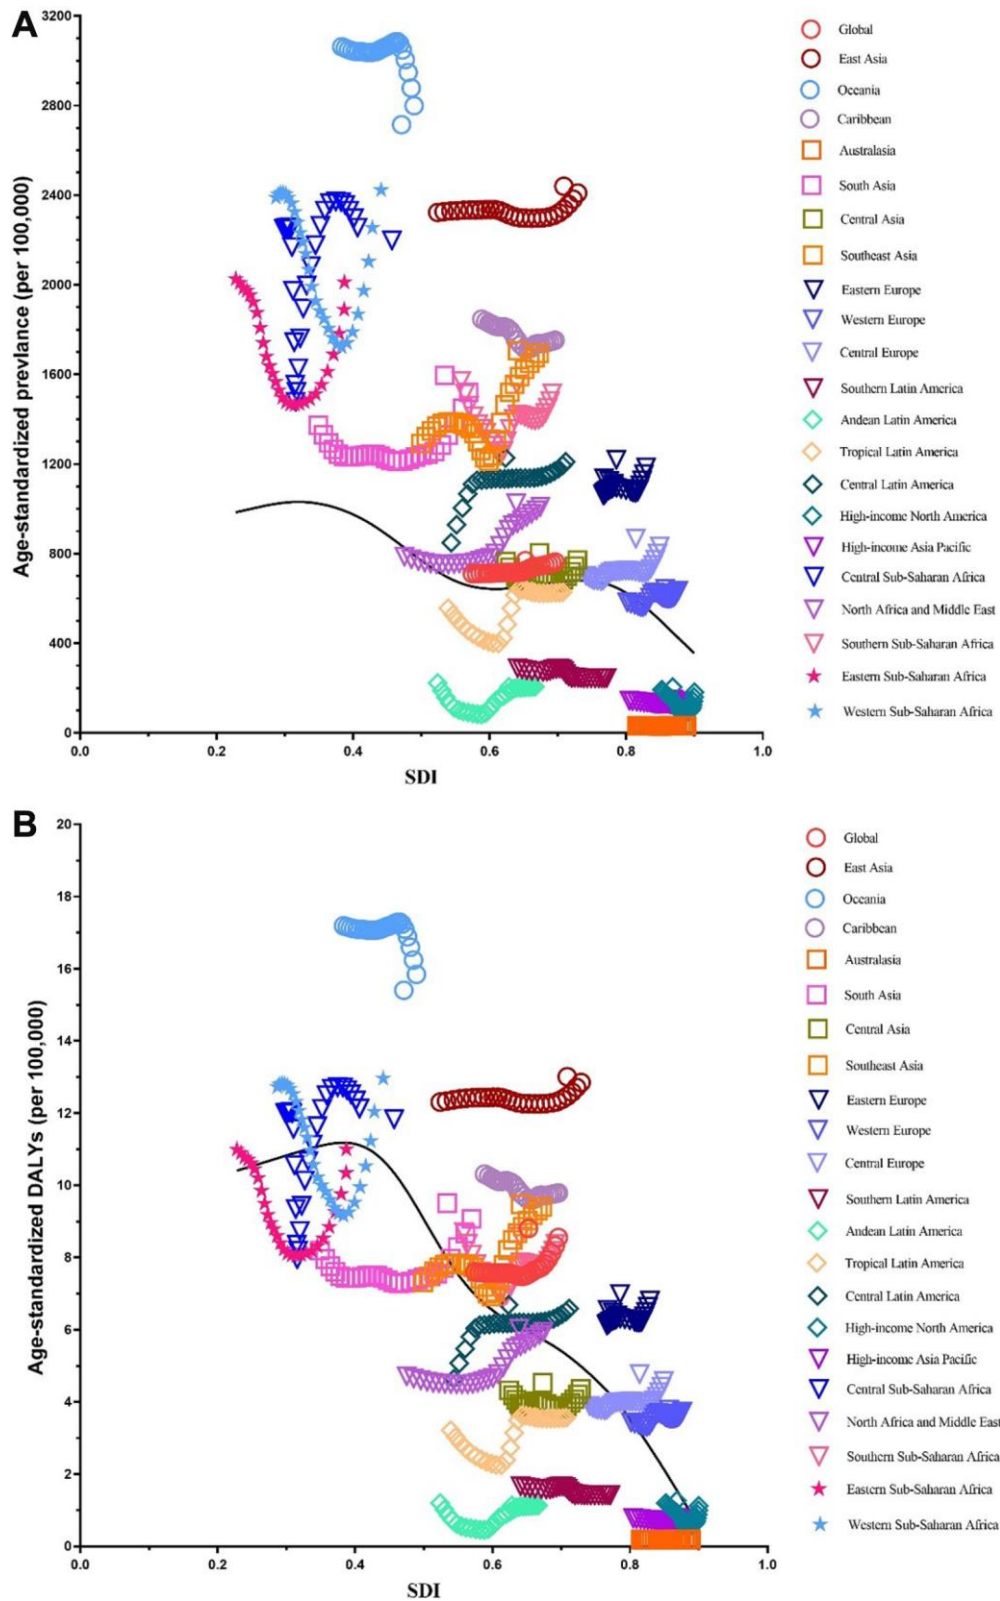 A
Age-standardized prevlance (per 100,000)
3200
2800
2400
2000
1600
1200
800
400
0
0.0 0.2 0.4 0.6 0.8 1.0
SDI
Global
East Asia
Oceania
Caribbean
Australasia
South Asia
Central Asia
Southeast Asia
Eastern Europe
Western Europe
Central Europe
Southern Latin America
Andean Latin America
Tropical Latin America
Central Latin America
High-income North America
High-income Asia Pacific
Central Sub-Saharan Africa
North Africa and Middle East
Southern Sub-Saharan Africa
Eastern Sub-Saharan Africa
Western Sub-Saharan Africa
B
Age-standardized DALYs (per 100,000)
20
18
16
14
12
10
8
6
4
2
0
0.0 0.2 0.4 0.6 0.8 1.0
SDI
Global
East Asia
Oceania
Caribbean
Australasia
South Asia
Central Asia
Southeast Asia
Eastern Europe
Western Europe
Central Europe
Southern Latin America
Andean Latin America
Tropical Latin America
Central Latin America
High-income North America
High-income Asia Pacific
Central Sub-Saharan Africa
North Africa and Middle East
Southern Sub-Saharan Africa
Eastern Sub-Saharan Africa
Western Sub-Saharan Africa